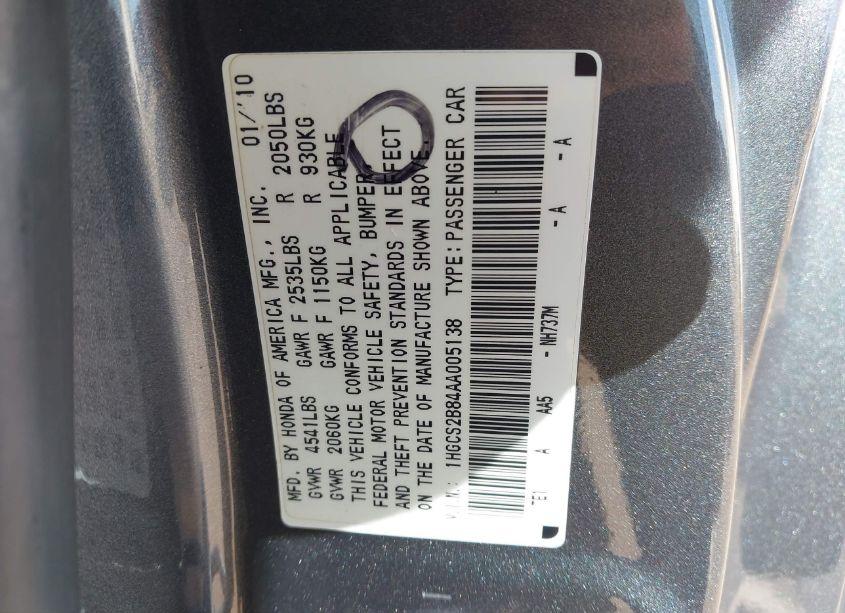 MFD. BY HONDA OF AMERICA MFG., INC. 01/'10
GVWR 4541LBS GAWR F 2535LBS R 2050LBS
GVWR 2060KG GAWR F 1150KG R 930KG
THIS VEHICLE CONFORMS TO ALL APPLICABLE
FEDERAL MOTOR VEHICLE SAFETY, BUMPER,
AND THEFT PREVENTION STANDARDS IN EFFECT
ON THE DATE OF MANUFACTURE SHOWN ABOVE.
V.I.N.: 1HGCS2B84AA005138 TYPE: PASSENGER CAR
TE1 A AA5 - NH737M - A - A